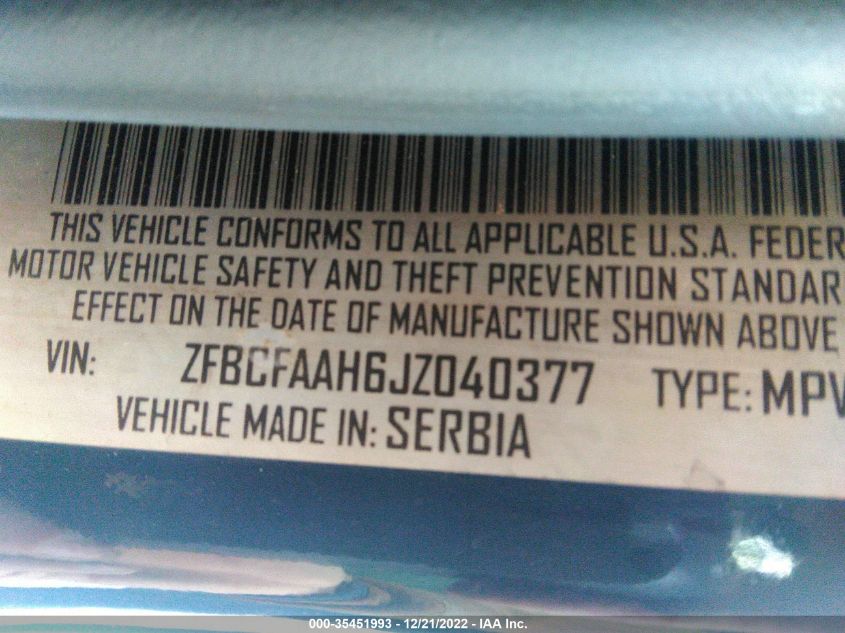 THIS VEHICLE CONFORMS TO ALL APPLICABLE U.S.A. FEDER
MOTOR VEHICLE SAFETY AND THEFT PREVENTION STANDAR
EFFECT ON THE DATE OF MANUFACTURE SHOWN ABOVE
VIN: ZFBCFAAH6JZ040377 TYPE: MPV
VEHICLE MADE IN: SERBIA
000-35451993 - 12/21/2022 - IAA Inc.